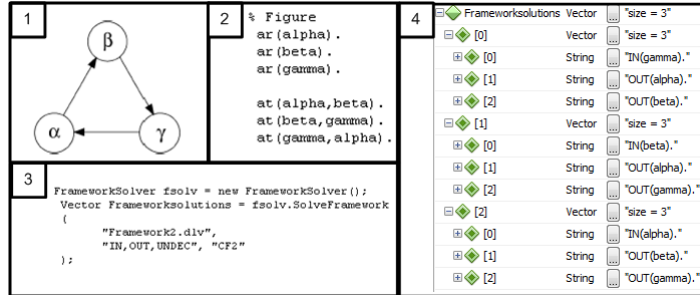 1
β
α
γ
2
% Figure
ar(alpha).
ar(beta).
ar(gamma).
at(alpha,beta).
at(beta,gamma).
at(gamma,alpha).
3
FrameworkSolver fsolv = new FrameworkSolver();
Vector Frameworksolutions = fsolv.SolveFramework
(
"Framework2.dlv",
"IN,OUT,UNDEC", "CF2"
);
4
Frameworksolutions Vector ... "size = 3"
[0] Vector ... "size = 3"
[0] String ... "IN(gamma)."
[1] String ... "OUT(alpha)."
[2] String ... "OUT(beta)."
[1] Vector ... "size = 3"
[0] String ... "IN(beta)."
[1] String ... "OUT(alpha)."
[2] String ... "OUT(gamma)."
[2] Vector ... "size = 3"
[0] String ... "IN(alpha)."
[1] String ... "OUT(beta)."
[2] String ... "OUT(gamma)."